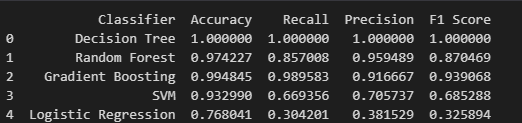 Classifier Accuracy Recall Precision F1 Score
0 Decision Tree 1.000000 1.000000 1.000000 1.000000
1 Random Forest 0.974227 0.857008 0.959489 0.870469
2 Gradient Boosting 0.994845 0.989583 0.916667 0.939068
3 SVM 0.932990 0.669356 0.705737 0.685288
4 Logistic Regression 0.768041 0.304201 0.381529 0.325894